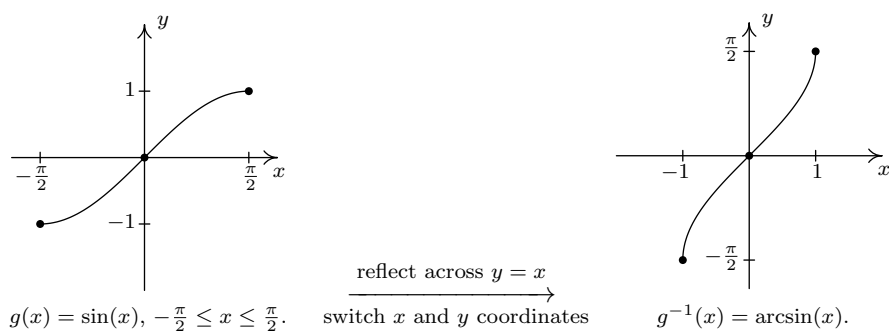 y
1
−π/2
π/2
x
−1
g(x) = sin(x), −π/2 ≤ x ≤ π/2.
reflect across y = x
switch x and y coordinates
y
π/2
−1
1
x
−π/2
g⁻¹(x) = arcsin(x).